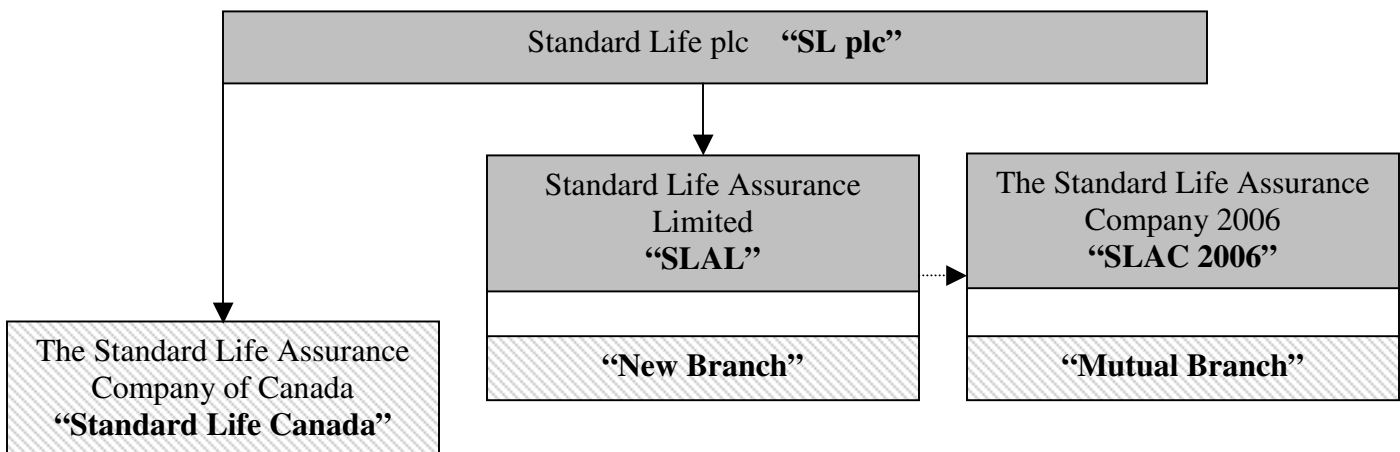 Standard Life plc “SL plc”
Standard Life Assurance
Limited
“SLAL”
The Standard Life Assurance
Company 2006
“SLAC 2006”
The Standard Life Assurance
Company of Canada
“Standard Life Canada”
“New Branch”
“Mutual Branch”